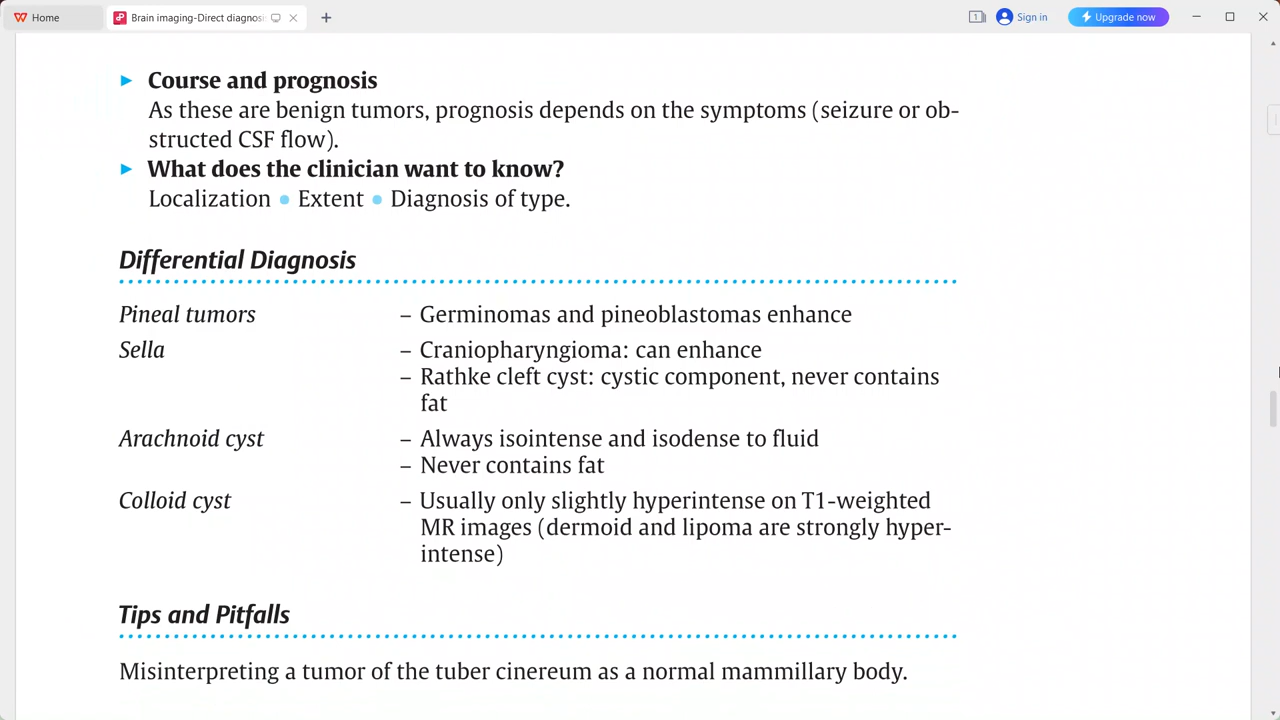 Home
Brain imaging-Direct diagnosi
1
Sign in
Upgrade now
Course and prognosis
As these are benign tumors, prognosis depends on the symptoms (seizure or ob-
structed CSF flow).
What does the clinician want to know?
Localization • Extent • Diagnosis of type.
Differential Diagnosis
Pineal tumors – Germinomas and pineoblastomas enhance
Sella – Craniopharyngioma: can enhance
– Rathke cleft cyst: cystic component, never contains
fat
Arachnoid cyst – Always isointense and isodense to fluid
– Never contains fat
Colloid cyst – Usually only slightly hyperintense on T1-weighted
MR images (dermoid and lipoma are strongly hyper-
intense)
Tips and Pitfalls
Misinterpreting a tumor of the tuber cinereum as a normal mammillary body.